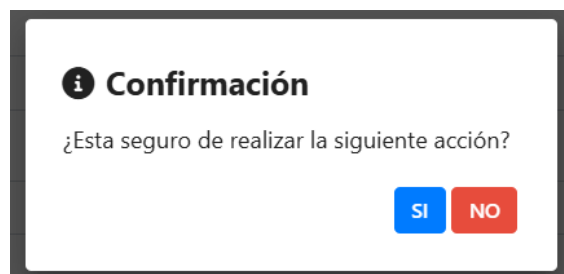 Confirmación
¿Esta seguro de realizar la siguiente acción?
SI NO